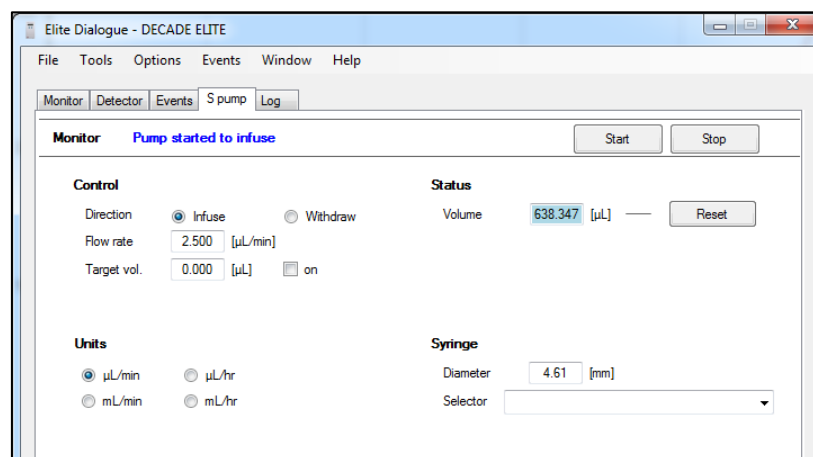 Elite Dialogue - DECADE ELITE
File Tools Options Events Window Help
Monitor Detector Events S pump Log
Monitor Pump started to infuse Start Stop
Control
Direction Infuse Withdraw
Flow rate 2.500 [µL/min]
Target vol. 0.000 [µL] on
Status
Volume 638.347 [µL] Reset
Units
µL/min µL/hr
mL/min mL/hr
Syringe
Diameter 4.61 [mm]
Selector